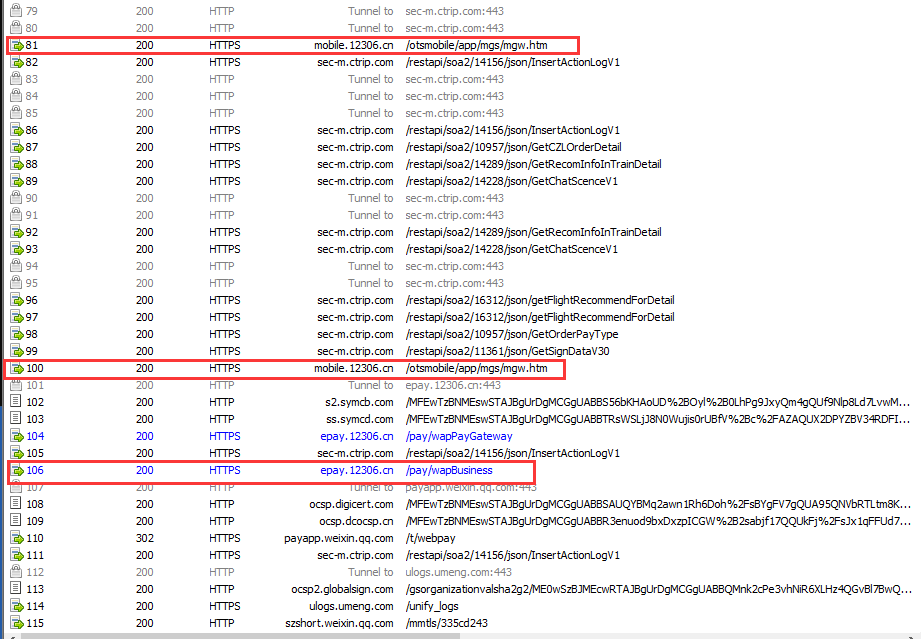 79 200 HTTP Tunnel to sec-m.ctrip.com:443
80 200 HTTP Tunnel to sec-m.ctrip.com:443
81 200 HTTPS mobile.12306.cn /otsmobile/app/mgs/mgw.htm
82 200 HTTPS sec-m.ctrip.com /restapi/soa2/14156/json/InsertActionLogV1
83 200 HTTP Tunnel to sec-m.ctrip.com:443
84 200 HTTP Tunnel to sec-m.ctrip.com:443
85 200 HTTP Tunnel to sec-m.ctrip.com:443
86 200 HTTPS sec-m.ctrip.com /restapi/soa2/14156/json/InsertActionLogV1
87 200 HTTPS sec-m.ctrip.com /restapi/soa2/10957/json/GetCZLOrderDetail
88 200 HTTPS sec-m.ctrip.com /restapi/soa2/14289/json/GetRecomInfoInTrainDetail
89 200 HTTPS sec-m.ctrip.com /restapi/soa2/14228/json/GetChatScenceV1
90 200 HTTP Tunnel to sec-m.ctrip.com:443
91 200 HTTP Tunnel to sec-m.ctrip.com:443
92 200 HTTPS sec-m.ctrip.com /restapi/soa2/14289/json/GetRecomInfoInTrainDetail
93 200 HTTPS sec-m.ctrip.com /restapi/soa2/14228/json/GetChatScenceV1
94 200 HTTP Tunnel to sec-m.ctrip.com:443
95 200 HTTP Tunnel to sec-m.ctrip.com:443
96 200 HTTPS sec-m.ctrip.com /restapi/soa2/16312/json/getFlightRecommendForDetail
97 200 HTTPS sec-m.ctrip.com /restapi/soa2/16312/json/getFlightRecommendForDetail
98 200 HTTPS sec-m.ctrip.com /restapi/soa2/10957/json/GetOrderPayType
99 200 HTTPS sec-m.ctrip.com /restapi/soa2/11361/json/GetSignDataV30
100 200 HTTPS mobile.12306.cn /otsmobile/app/mgs/mgw.htm
101 200 HTTP Tunnel to epay.12306.cn:443
102 200 HTTP s2.symcb.com /MFEwTzBNMEswSTAJBgUrDgMCGgUABBS56bKHAoUD%2BOyl%2B0LhPg9JxyQm4gQUf9Nlp8Ld7LvwM...
103 200 HTTP ss.symcd.com /MFEwTzBNMEswSTAJBgUrDgMCGgUABBTRsWSLjJ8N0Wujis0rUBfV%2Bc%2FAZAQUX2DPYZBV34RDFI...
104 200 HTTPS epay.12306.cn /pay/wapPayGateway
105 200 HTTPS sec-m.ctrip.com /restapi/soa2/14156/json/InsertActionLogV1
106 200 HTTPS epay.12306.cn /pay/wapBusiness
107 200 HTTP Tunnel to payapp.weixin.qq.com:443
108 200 HTTP ocsp.digicert.com /MFEwTzBNMEswSTAJBgUrDgMCGgUABBSAUQYBMq2awn1Rh6Doh%2FsBYgFV7gQUA95QNVbRTLtm8K...
109 200 HTTP ocsp.dcocsp.cn /MFEwTzBNMEswSTAJBgUrDgMCGgUABBR3enuod9bxDxzpICGW%2B2sabjf17QQUkFj%2FsJx1qFFUd7...
110 302 HTTPS payapp.weixin.qq.com /t/webpay
111 200 HTTPS sec-m.ctrip.com /restapi/soa2/14156/json/InsertActionLogV1
112 200 HTTP Tunnel to ulogs.umeng.com:443
113 200 HTTP ocsp2.globalsign.com /gsorganizationvalsha2g2/ME0wSzBJMEcwRTAJBgUrDgMCGgUABBQMnk2cPe3vhNiR6XLHz4QGvBl7BwQ...
114 200 HTTPS ulogs.umeng.com /unify_logs
115 200 HTTP szshort.weixin.qq.com /mmtls/335cd243